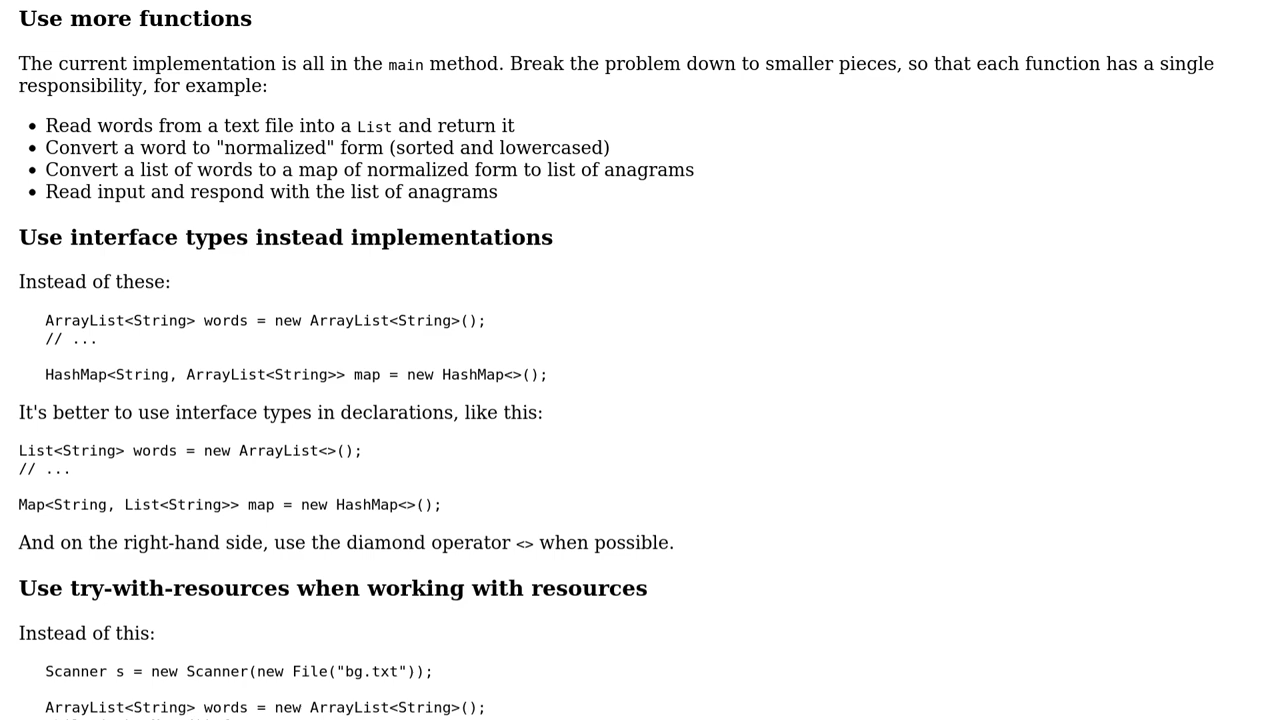 Use more functions
The current implementation is all in the main method. Break the problem down to smaller pieces, so that each function has a single
responsibility, for example:
Read words from a text file into a List and return it
Convert a word to "normalized" form (sorted and lowercased)
Convert a list of words to a map of normalized form to list of anagrams
Read input and respond with the list of anagrams
Use interface types instead implementations
Instead of these:
ArrayList<String> words = new ArrayList<String>();
// ...
HashMap<String, ArrayList<String>> map = new HashMap<>();
It's better to use interface types in declarations, like this:
List<String> words = new ArrayList<>();
// ...
Map<String, List<String>> map = new HashMap<>();
And on the right-hand side, use the diamond operator <> when possible.
Use try-with-resources when working with resources
Instead of this:
Scanner s = new Scanner(new File("bg.txt"));
ArrayList<String> words = new ArrayList<String>();